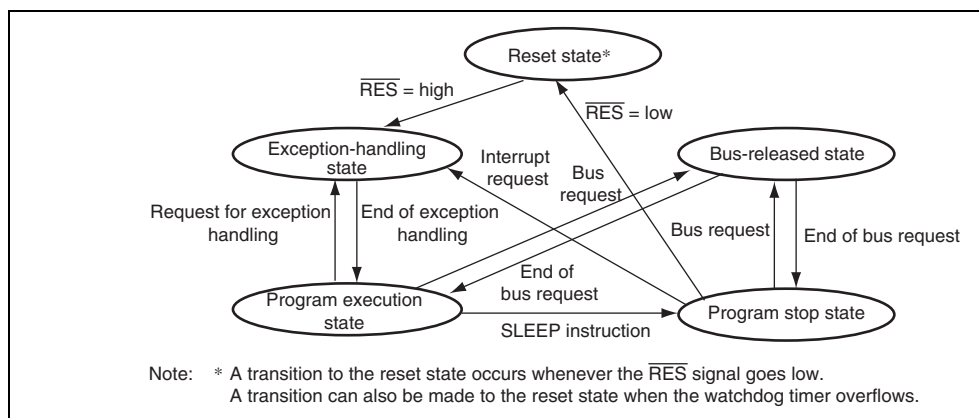 Reset state*
RES = high
RES = low
Exception-handling
state
Interrupt
request
Bus
request
Bus-released state
Request for exception
handling
End of exception
handling
Bus request
End of bus request
Program execution
state
End of
bus request
Program stop state
SLEEP instruction
Note: * A transition to the reset state occurs whenever the RES signal goes low.
A transition can also be made to the reset state when the watchdog timer overflows.